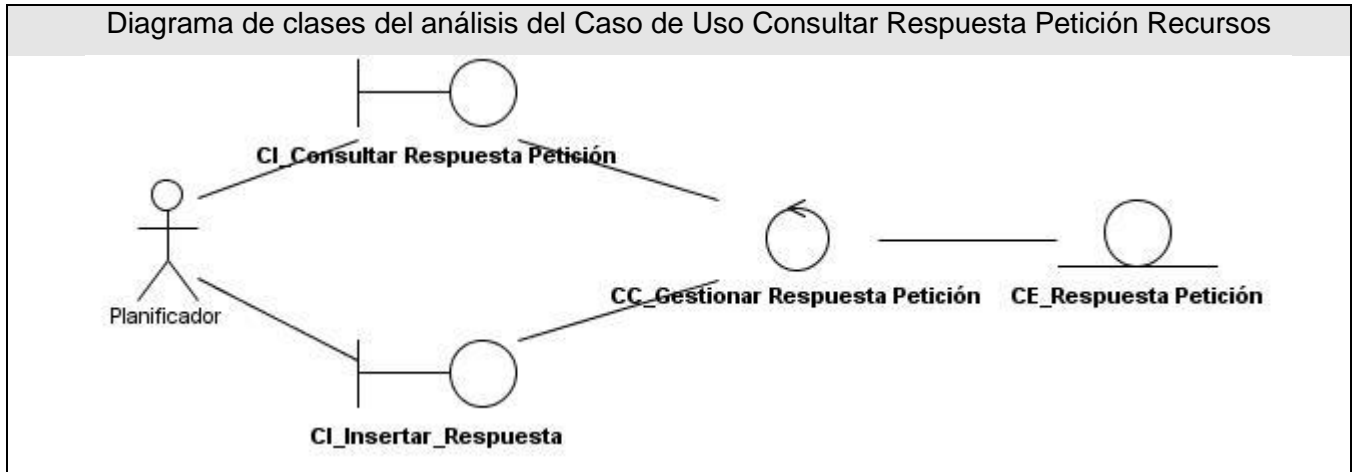 Diagrama de clases del análisis del Caso de Uso Consultar Respuesta Petición Recursos
CI_Consultar Respuesta Petición
Planificador
CC_Gestionar Respuesta Petición
CE_Respuesta Petición
CI_Insertar_Respuesta